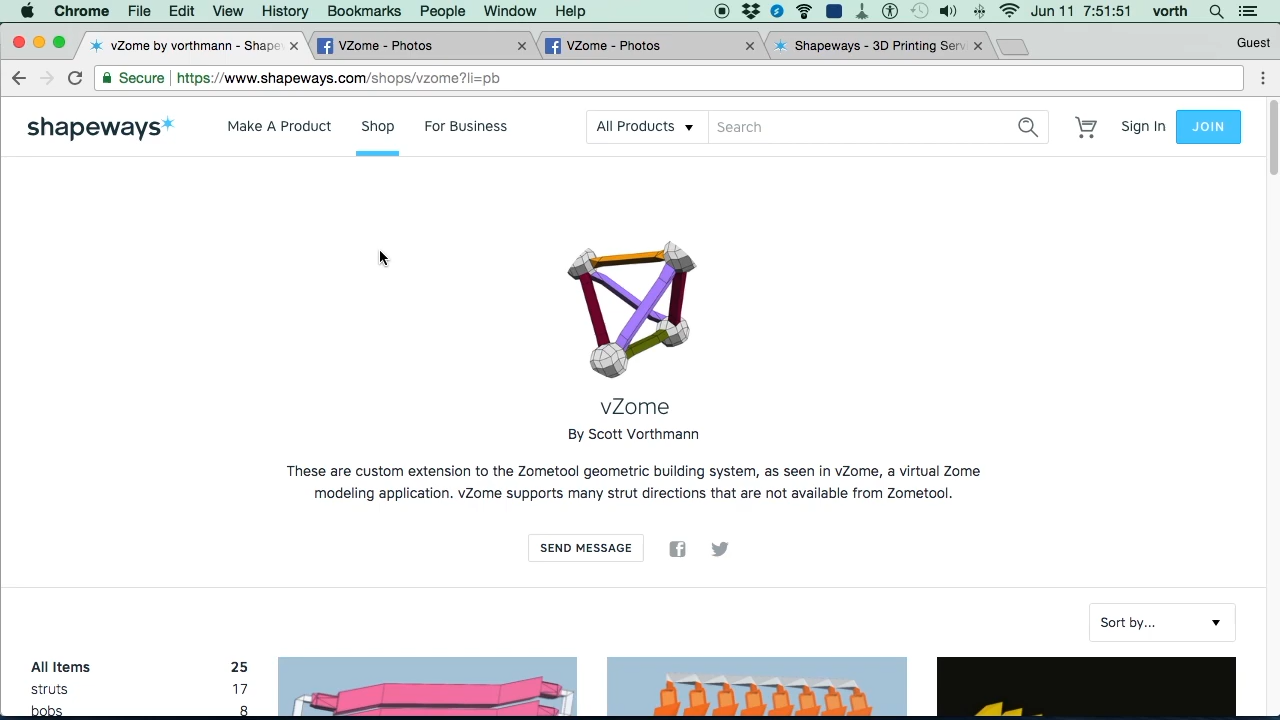 Chrome File Edit View History Bookmarks People Window Help Jun 11 7:51:51 vorth
vZome by vorthmann - Shape VZome - Photos VZome - Photos Shapeways - 3D Printing Servi Guest
Secure https://www.shapeways.com/shops/vzome?li=pb
shapeways Make A Product Shop For Business All Products Search Sign In JOIN
vZome
By Scott Vorthmann
These are custom extension to the Zometool geometric building system, as seen in vZome, a virtual Zome
modeling application. vZome supports many strut directions that are not available from Zometool.
SEND MESSAGE
Sort by...
All Items 25
struts 17
bobs 8